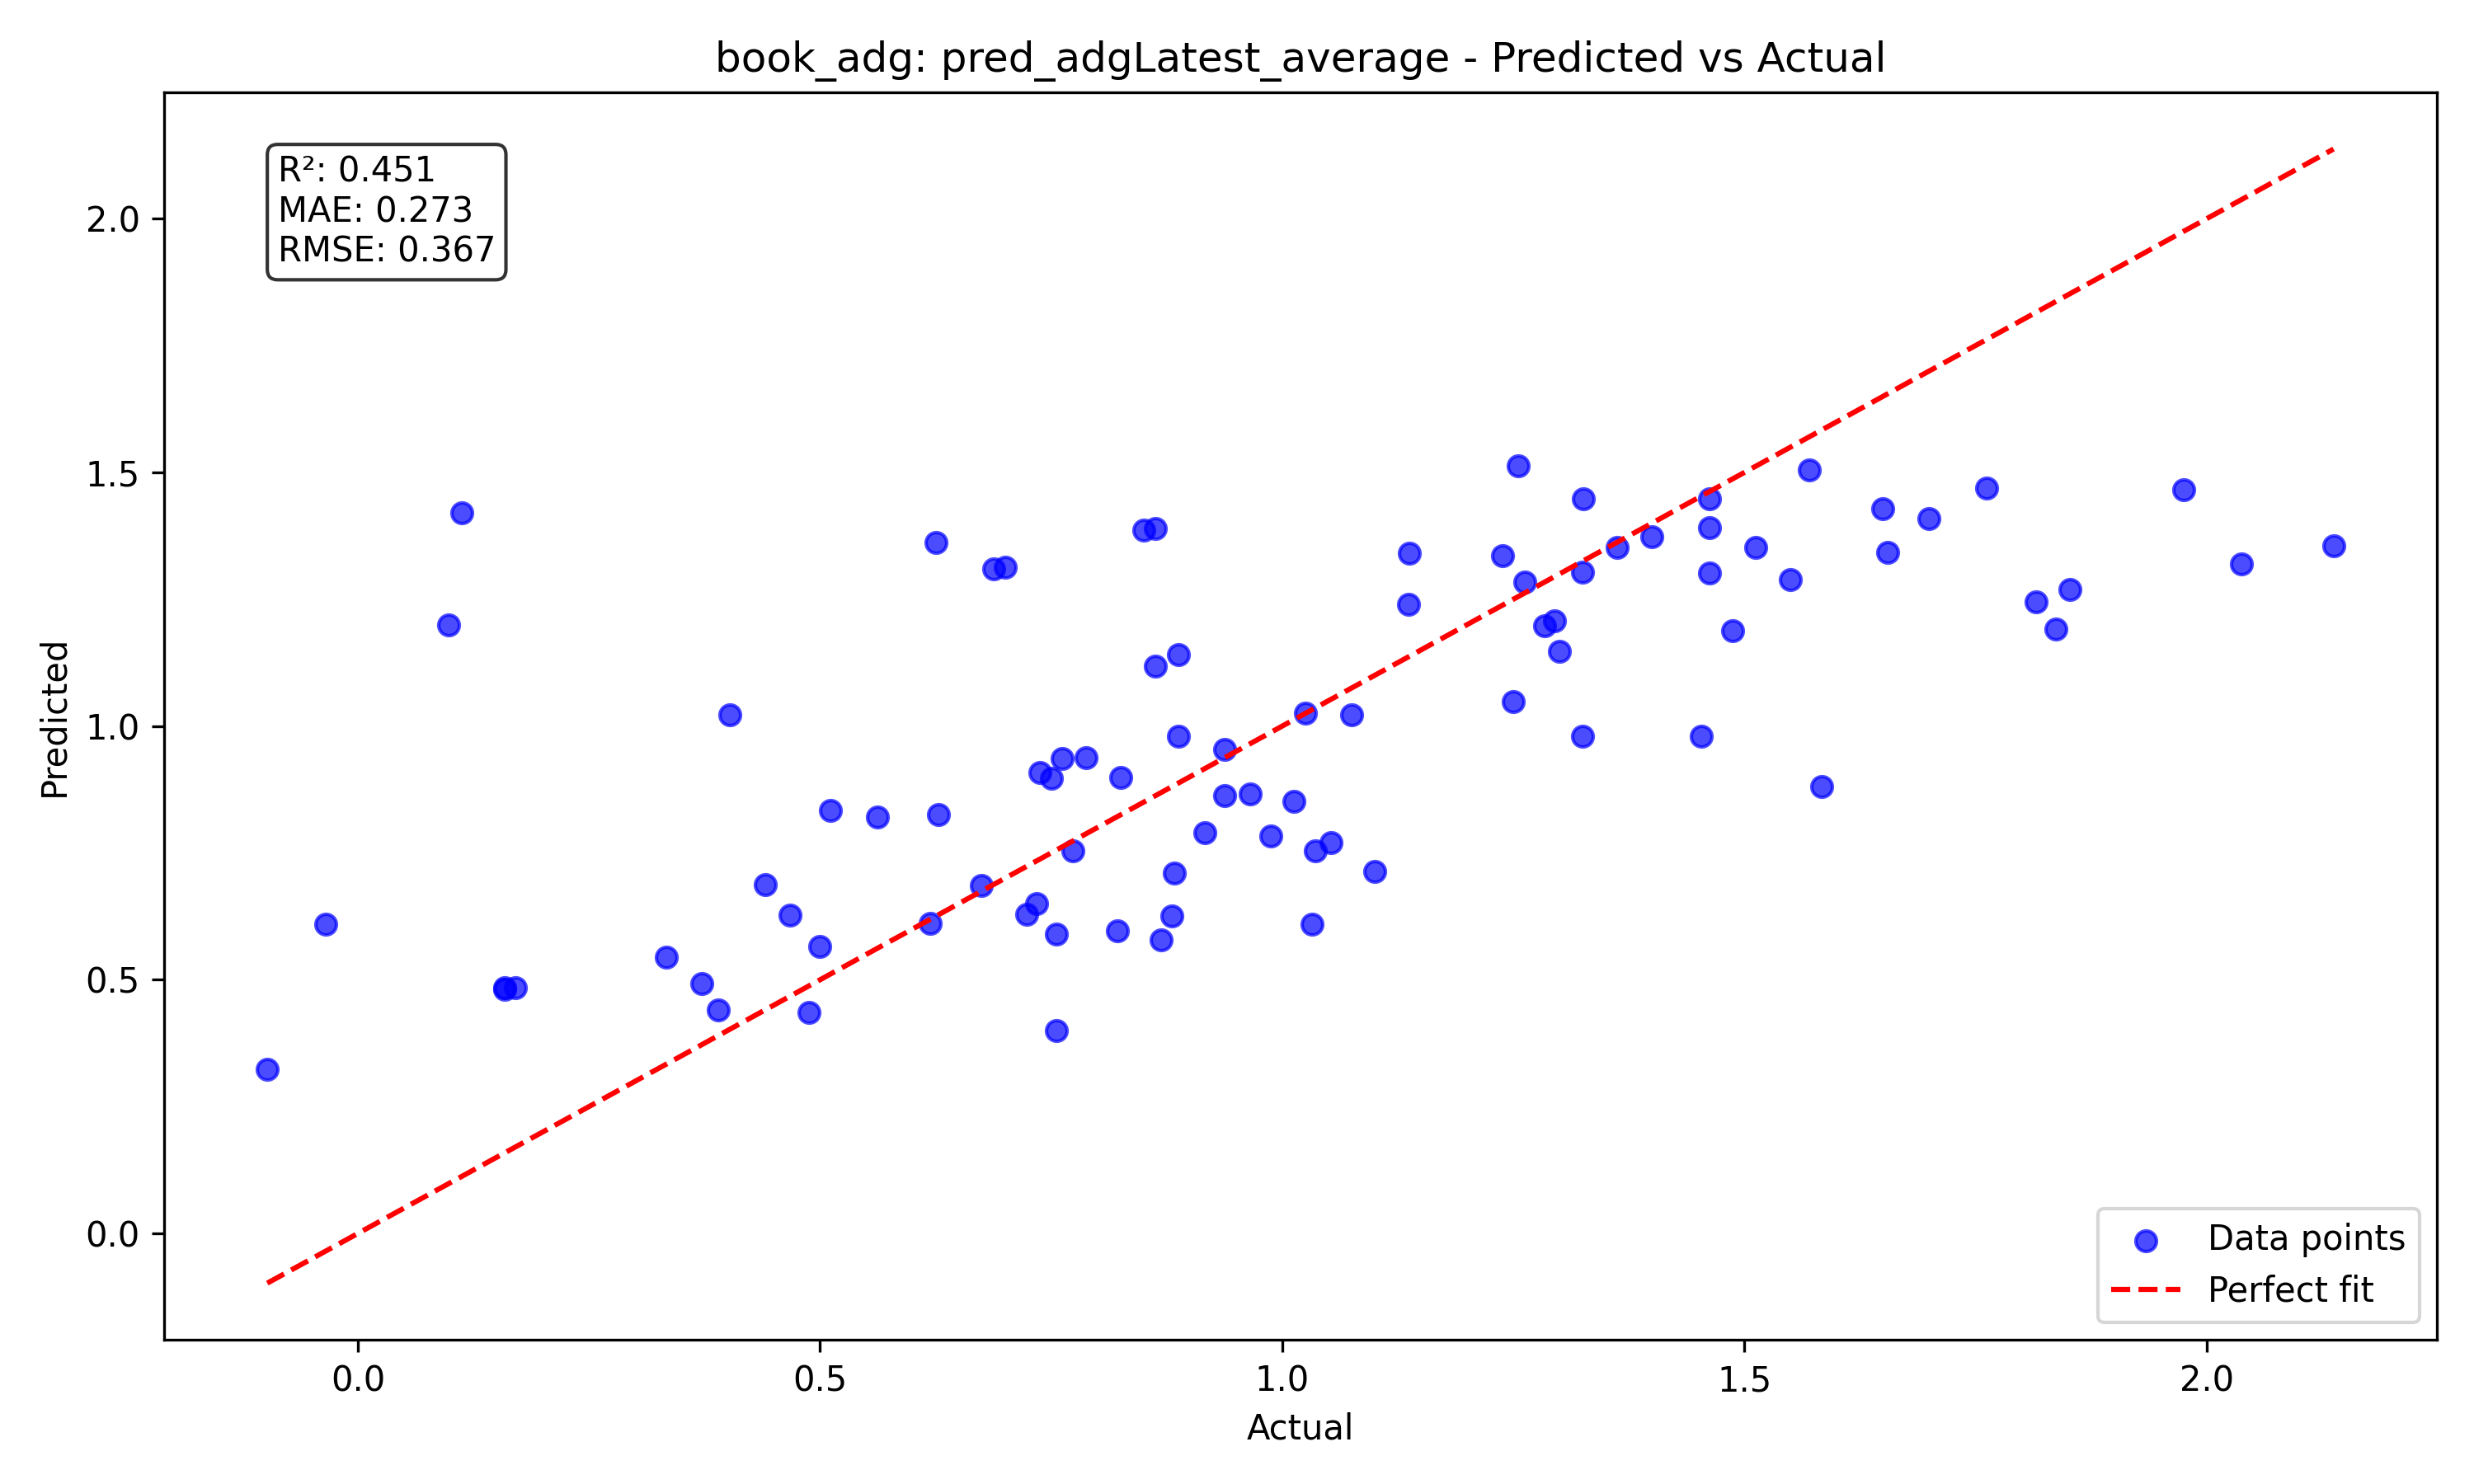 book_adg: pred_adgLatest_average - Predicted vs Actual
R²: 0.451
MAE: 0.273
RMSE: 0.367
2.0
1.5
1.0
0.5
0.0
Predicted
0.0 0.5 1.0 1.5 2.0
Actual
Data points
Perfect fit